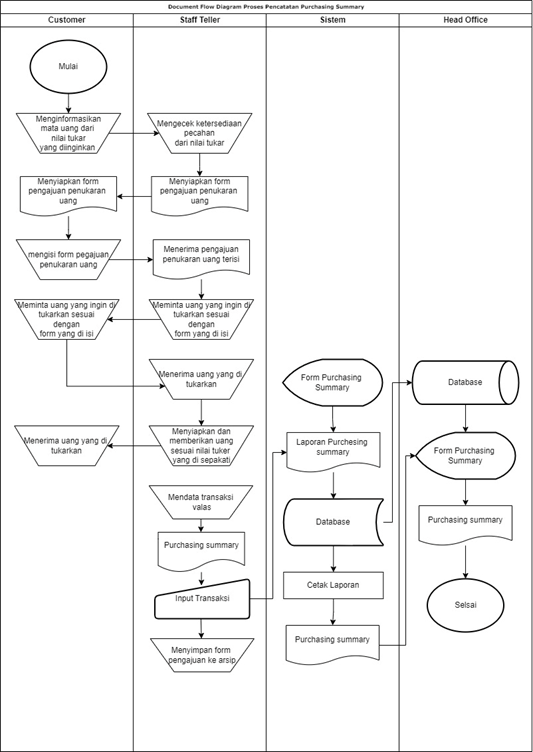 Document Flow Diagram Proses Pencatatan Purchasing Summary
Customer
Staff Teller
Sistem
Head Office
Mulai
Menginformasikan
mata uang dari
nilai tukar
yang diinginkan
Mengecek ketersediaan
pecahan
dari nilai tukar
Menyiapkan form
pengajuan penukaran
uang
Menyiapkan form
pengajuan penukaran
uang
mengisi form pegajuan
penukaran uang
Menerima pengajuan
penukaran uang terisi
Meminta uang yang ingin di
tukarkan sesuai
dengan
form yang di isi
Meminta uang yang ingin di
tukarkan sesuai
dengan
form yang di isi
Menerima uang yang di
tukarkan
Form Purchasing
Summary
Database
Menerima uang yang di
tukarkan
Menyiapkan dan
memberikan uang
sesuai nilai tuker
yang di sepakati
Laporan Purchesing
summary
Form Purchasing
Summary
Mendata transaksi
valas
Database
Purchasing summary
Purchasing summary
Cetak Laporan
Input Transaksi
Selsai
Menyimpan form
pengajuan ke arsip
Purchasing summary